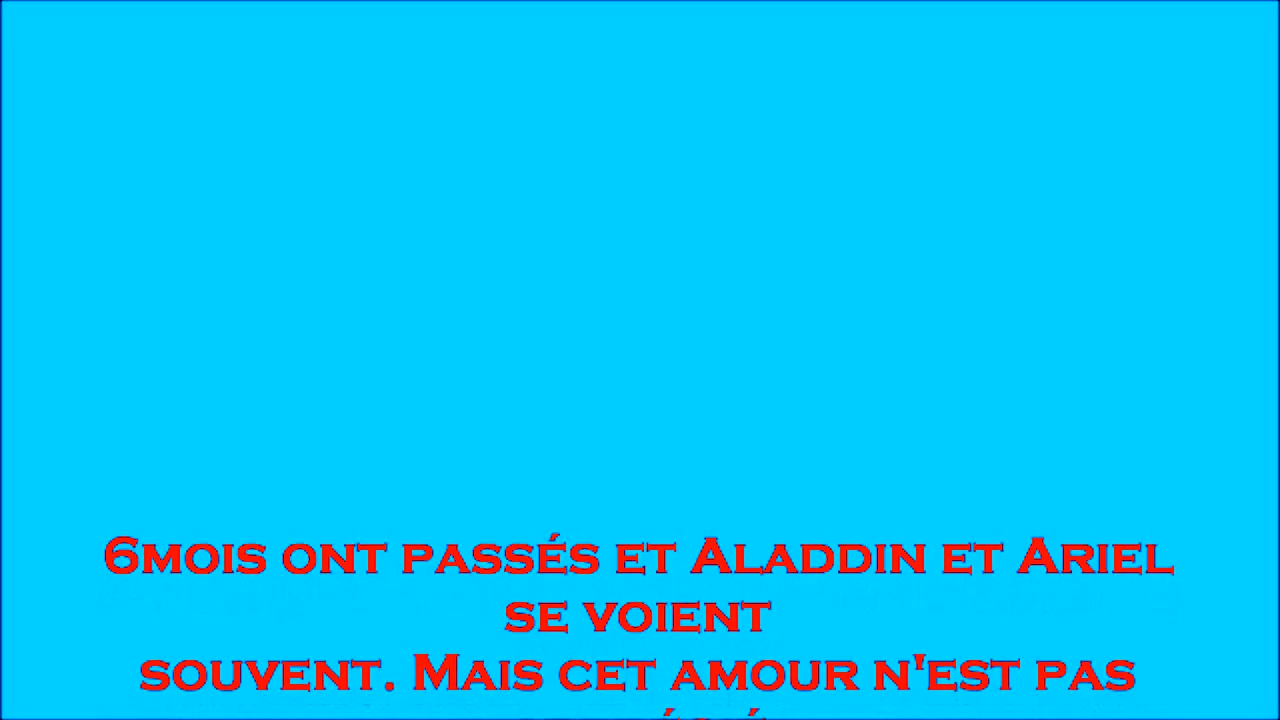 6mois ont passés et Aladdin et Ariel
se voient
souvent. Mais cet amour n'est pas